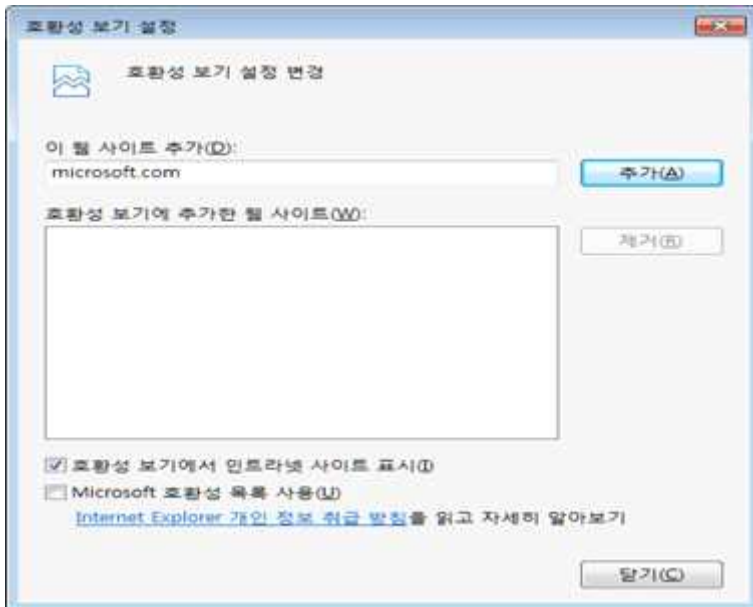 호환성 보기 설정
호환성 보기 설정 변경
이 웹 사이트 추가(D):
microsoft.com
추가(A)
호환성 보기에 추가한 웹 사이트(W):
제거(R)
호환성 보기에서 인트라넷 사이트 표시(I)
Microsoft 호환성 목록 사용(U)
Internet Explorer 개인 정보 취급 방침을 읽고 자세히 알아보기
닫기(C)